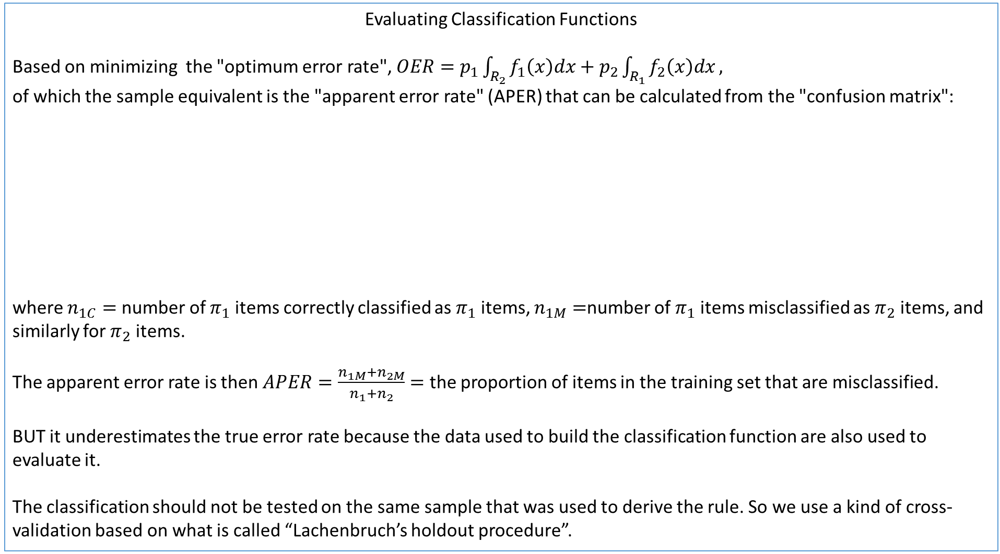 Evaluating Classification Functions
Based on minimizing the "optimum error rate", $OER = p_1 \int_{R_2} f_1(x)dx + p_2 \int_{R_1} f_2(x)dx$ ,
of which the sample equivalent is the "apparent error rate" (APER) that can be calculated from the "confusion matrix":
where $n_{1C}$ = number of $\pi_1$ items correctly classified as $\pi_1$ items, $n_{1M}$ =number of $\pi_1$ items misclassified as $\pi_2$ items, and
similarly for $\pi_2$ items.
The apparent error rate is then $APER = \frac{n_{1M}+n_{2M}}{n_1+n_2}$ = the proportion of items in the training set that are misclassified.
BUT it underestimates the true error rate because the data used to build the classification function are also used to
evaluate it.
The classification should not be tested on the same sample that was used to derive the rule. So we use a kind of cross-
validation based on what is called “Lachenbruch’s holdout procedure”.